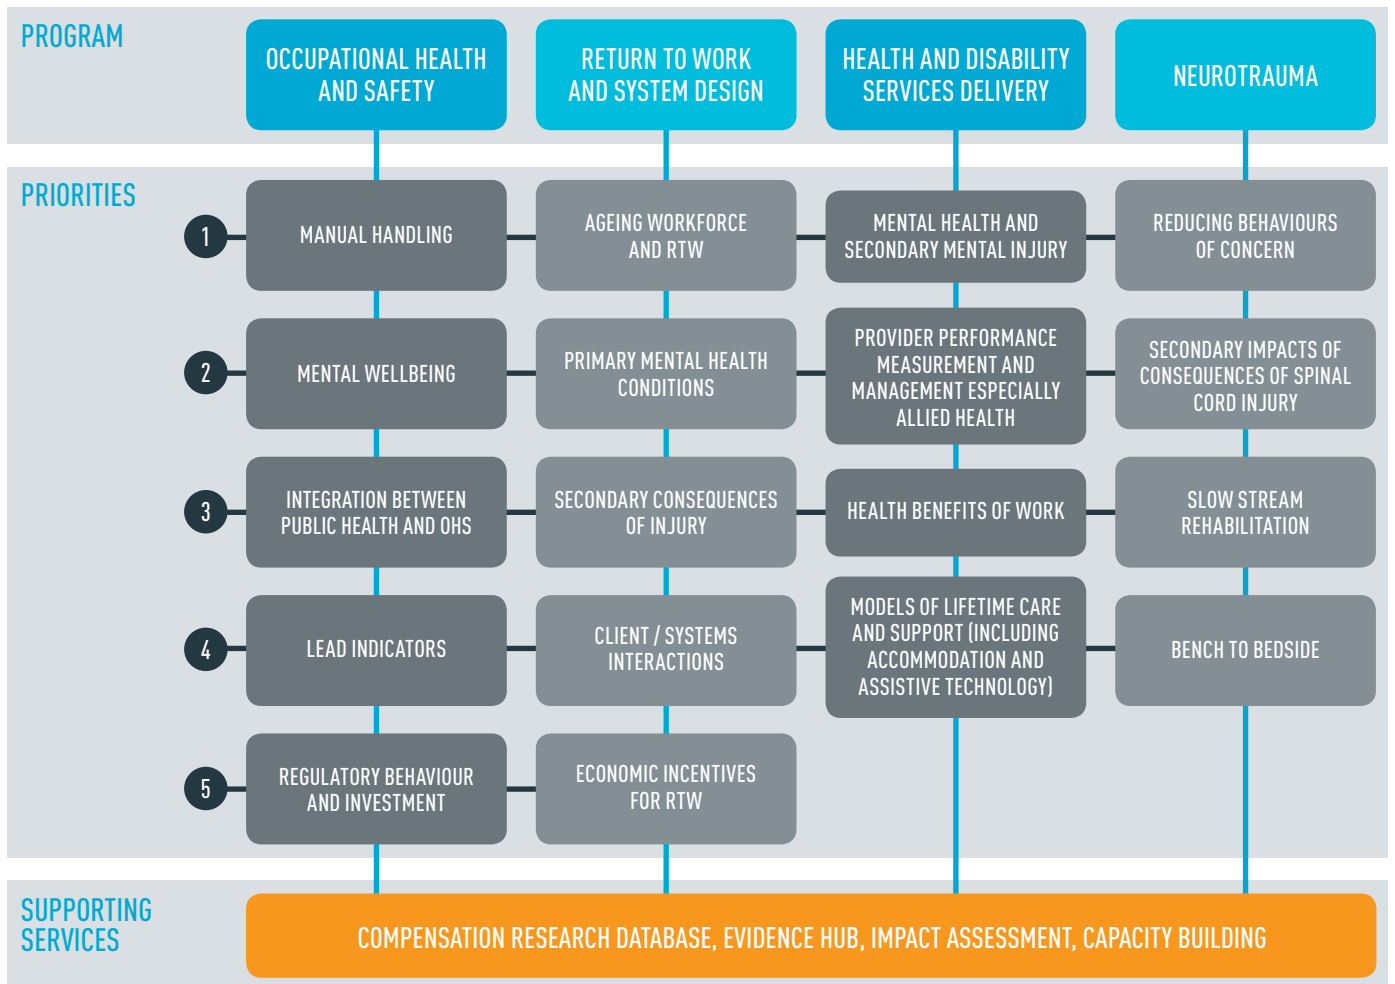 PROGRAM
OCCUPATIONAL HEALTH
AND SAFETY
RETURN TO WORK
AND SYSTEM DESIGN
HEALTH AND DISABILITY
SERVICES DELIVERY
NEUROTRAUMA
PRIORITIES
1
MANUAL HANDLING
AGEING WORKFORCE
AND RTW
MENTAL HEALTH AND
SECONDARY MENTAL INJURY
REDUCING BEHAVIOURS
OF CONCERN
2
MENTAL WELLBEING
PRIMARY MENTAL HEALTH
CONDITIONS
PROVIDER PERFORMANCE
MEASUREMENT AND
MANAGEMENT ESPECIALLY
ALLIED HEALTH
SECONDARY IMPACTS OF
CONSEQUENCES OF SPINAL
CORD INJURY
3
INTEGRATION BETWEEN
PUBLIC HEALTH AND OHS
SECONDARY CONSEQUENCES
OF INJURY
HEALTH BENEFITS OF WORK
SLOW STREAM
REHABILITATION
4
LEAD INDICATORS
CLIENT / SYSTEMS
INTERACTIONS
MODELS OF LIFETIME CARE
AND SUPPORT (INCLUDING
ACCOMMODATION AND
ASSISTIVE TECHNOLOGY)
BENCH TO BEDSIDE
5
REGULATORY BEHAVIOUR
AND INVESTMENT
ECONOMIC INCENTIVES
FOR RTW
SUPPORTING
SERVICES
COMPENSATION RESEARCH DATABASE, EVIDENCE HUB, IMPACT ASSESSMENT, CAPACITY BUILDING